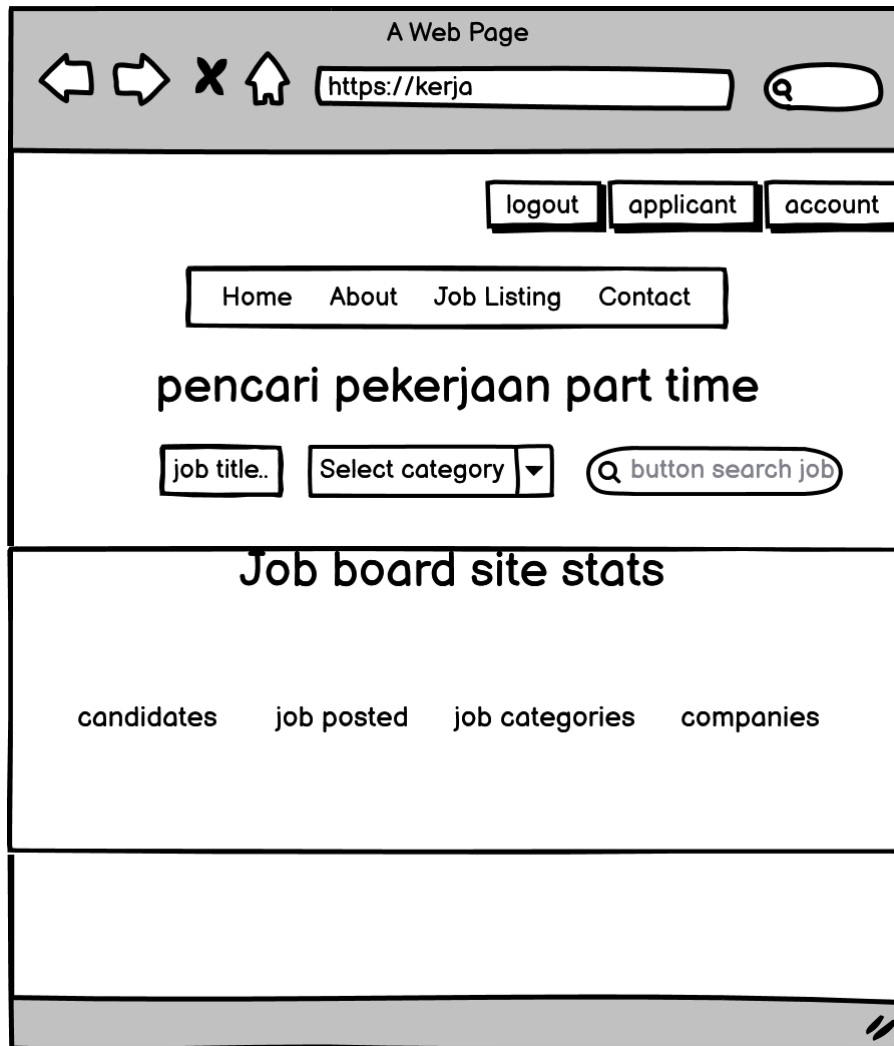 A Web Page
https://kerja
logout applicant account
Home About Job Listing Contact
pencari pekerjaan part time
job title.. Select category button search job
Job board site stats
candidates job posted job categories companies